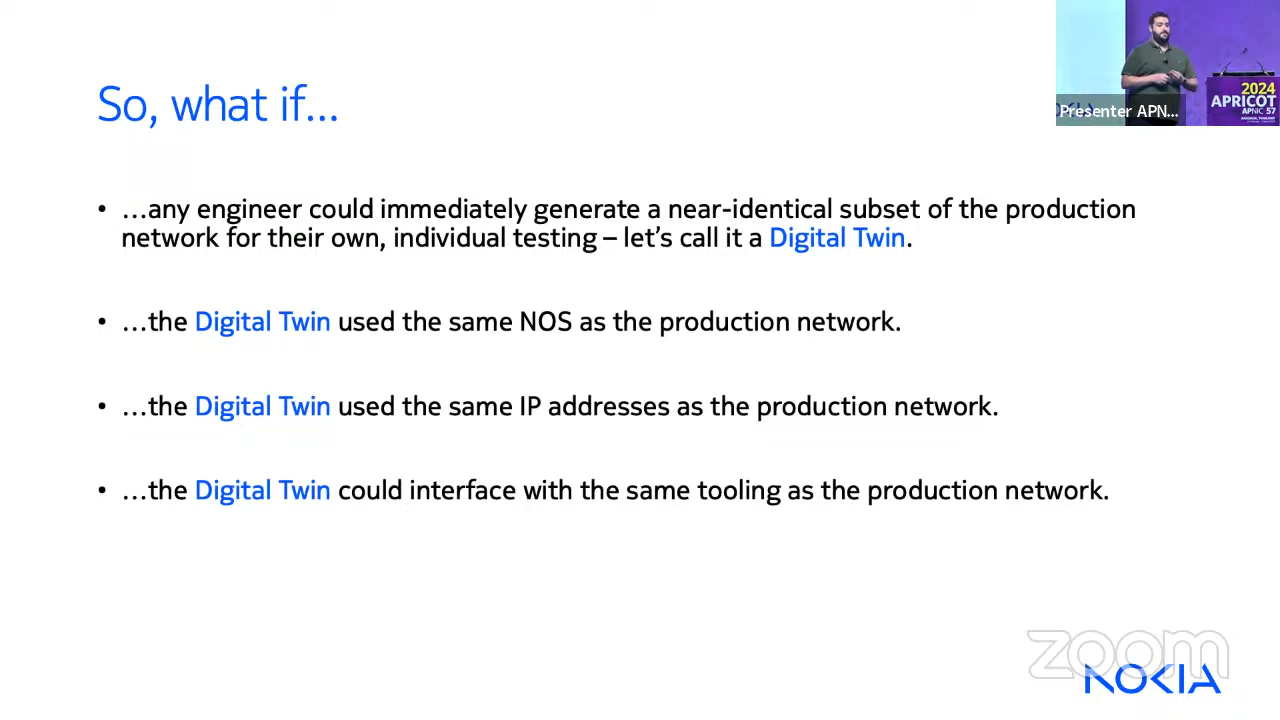 So, what if...
• ...any engineer could immediately generate a near-identical subset of the production
network for their own, individual testing – let's call it a Digital Twin.
• ...the Digital Twin used the same NOS as the production network.
• ...the Digital Twin used the same IP addresses as the production network.
• ...the Digital Twin could interface with the same tooling as the production network.
Presenter APN...
2024
APRICOT
APNIC 57
zoom
NOKIA